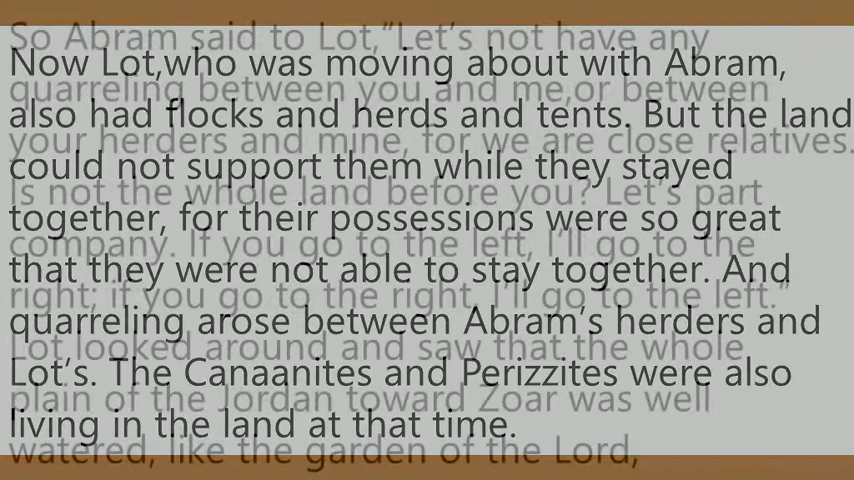 So Abram said to Lot,"Let's not have any
Now Lot,who was moving about with Abram,
quarreling between you and me,or between
also had flocks and herds and tents. But the land
your herders and mine, for we are close relatives.
could not support them while they stayed
Is not the whole land before you? Let's part
together, for their possessions were so great
company. If you go to the left, I'll go to the
that they were not able to stay together. And
right; if you go to the right, I'll go to the left."
quarreling arose between Abram's herders and
Lot looked around and saw that the whole
Lot's. The Canaanites and Perizzites were also
plain of the Jordan toward Zoar was well
living in the land at that time.
watered, like the garden of the Lord,